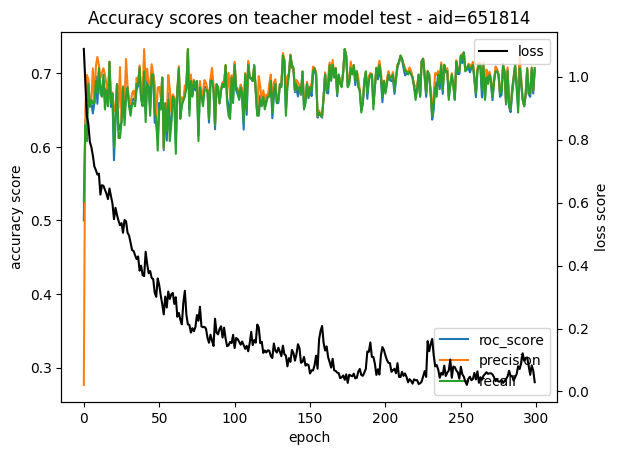 Accuracy scores on teacher model test - aid=651814
loss
0.7
0.6
0.5
0.4
0.3
accuracy score
1.0
0.8
0.6
0.4
0.2
0.0
loss score
roc_score
precision
recall
0
50
100
150
200
250
300
epoch